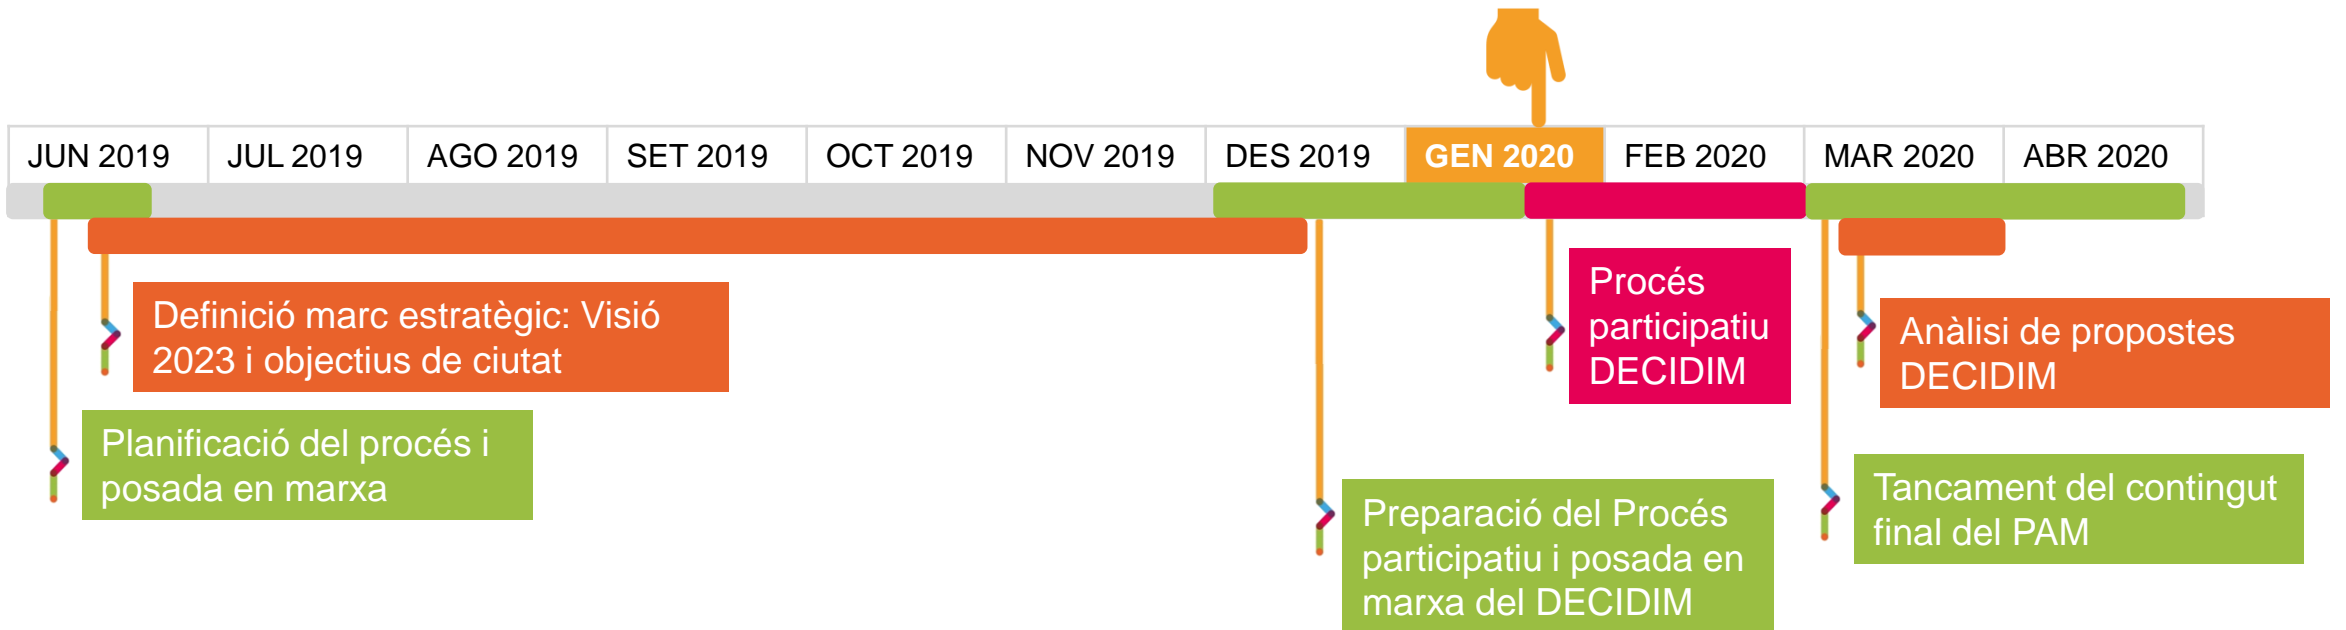 JUN 2019 JUL 2019 AGO 2019 SET 2019 OCT 2019 NOV 2019 DES 2019 GEN 2020 FEB 2020 MAR 2020 ABR 2020
Definició marc estratègic: Visió
2023 i objectius de ciutat
Planificació del procés i
posada en marxa
Procés
participatiu
DECIDIM
Anàlisi de propostes
DECIDIM
Preparació del Procés
participatiu i posada en
marxa del DECIDIM
Tancament del contingut
final del PAM